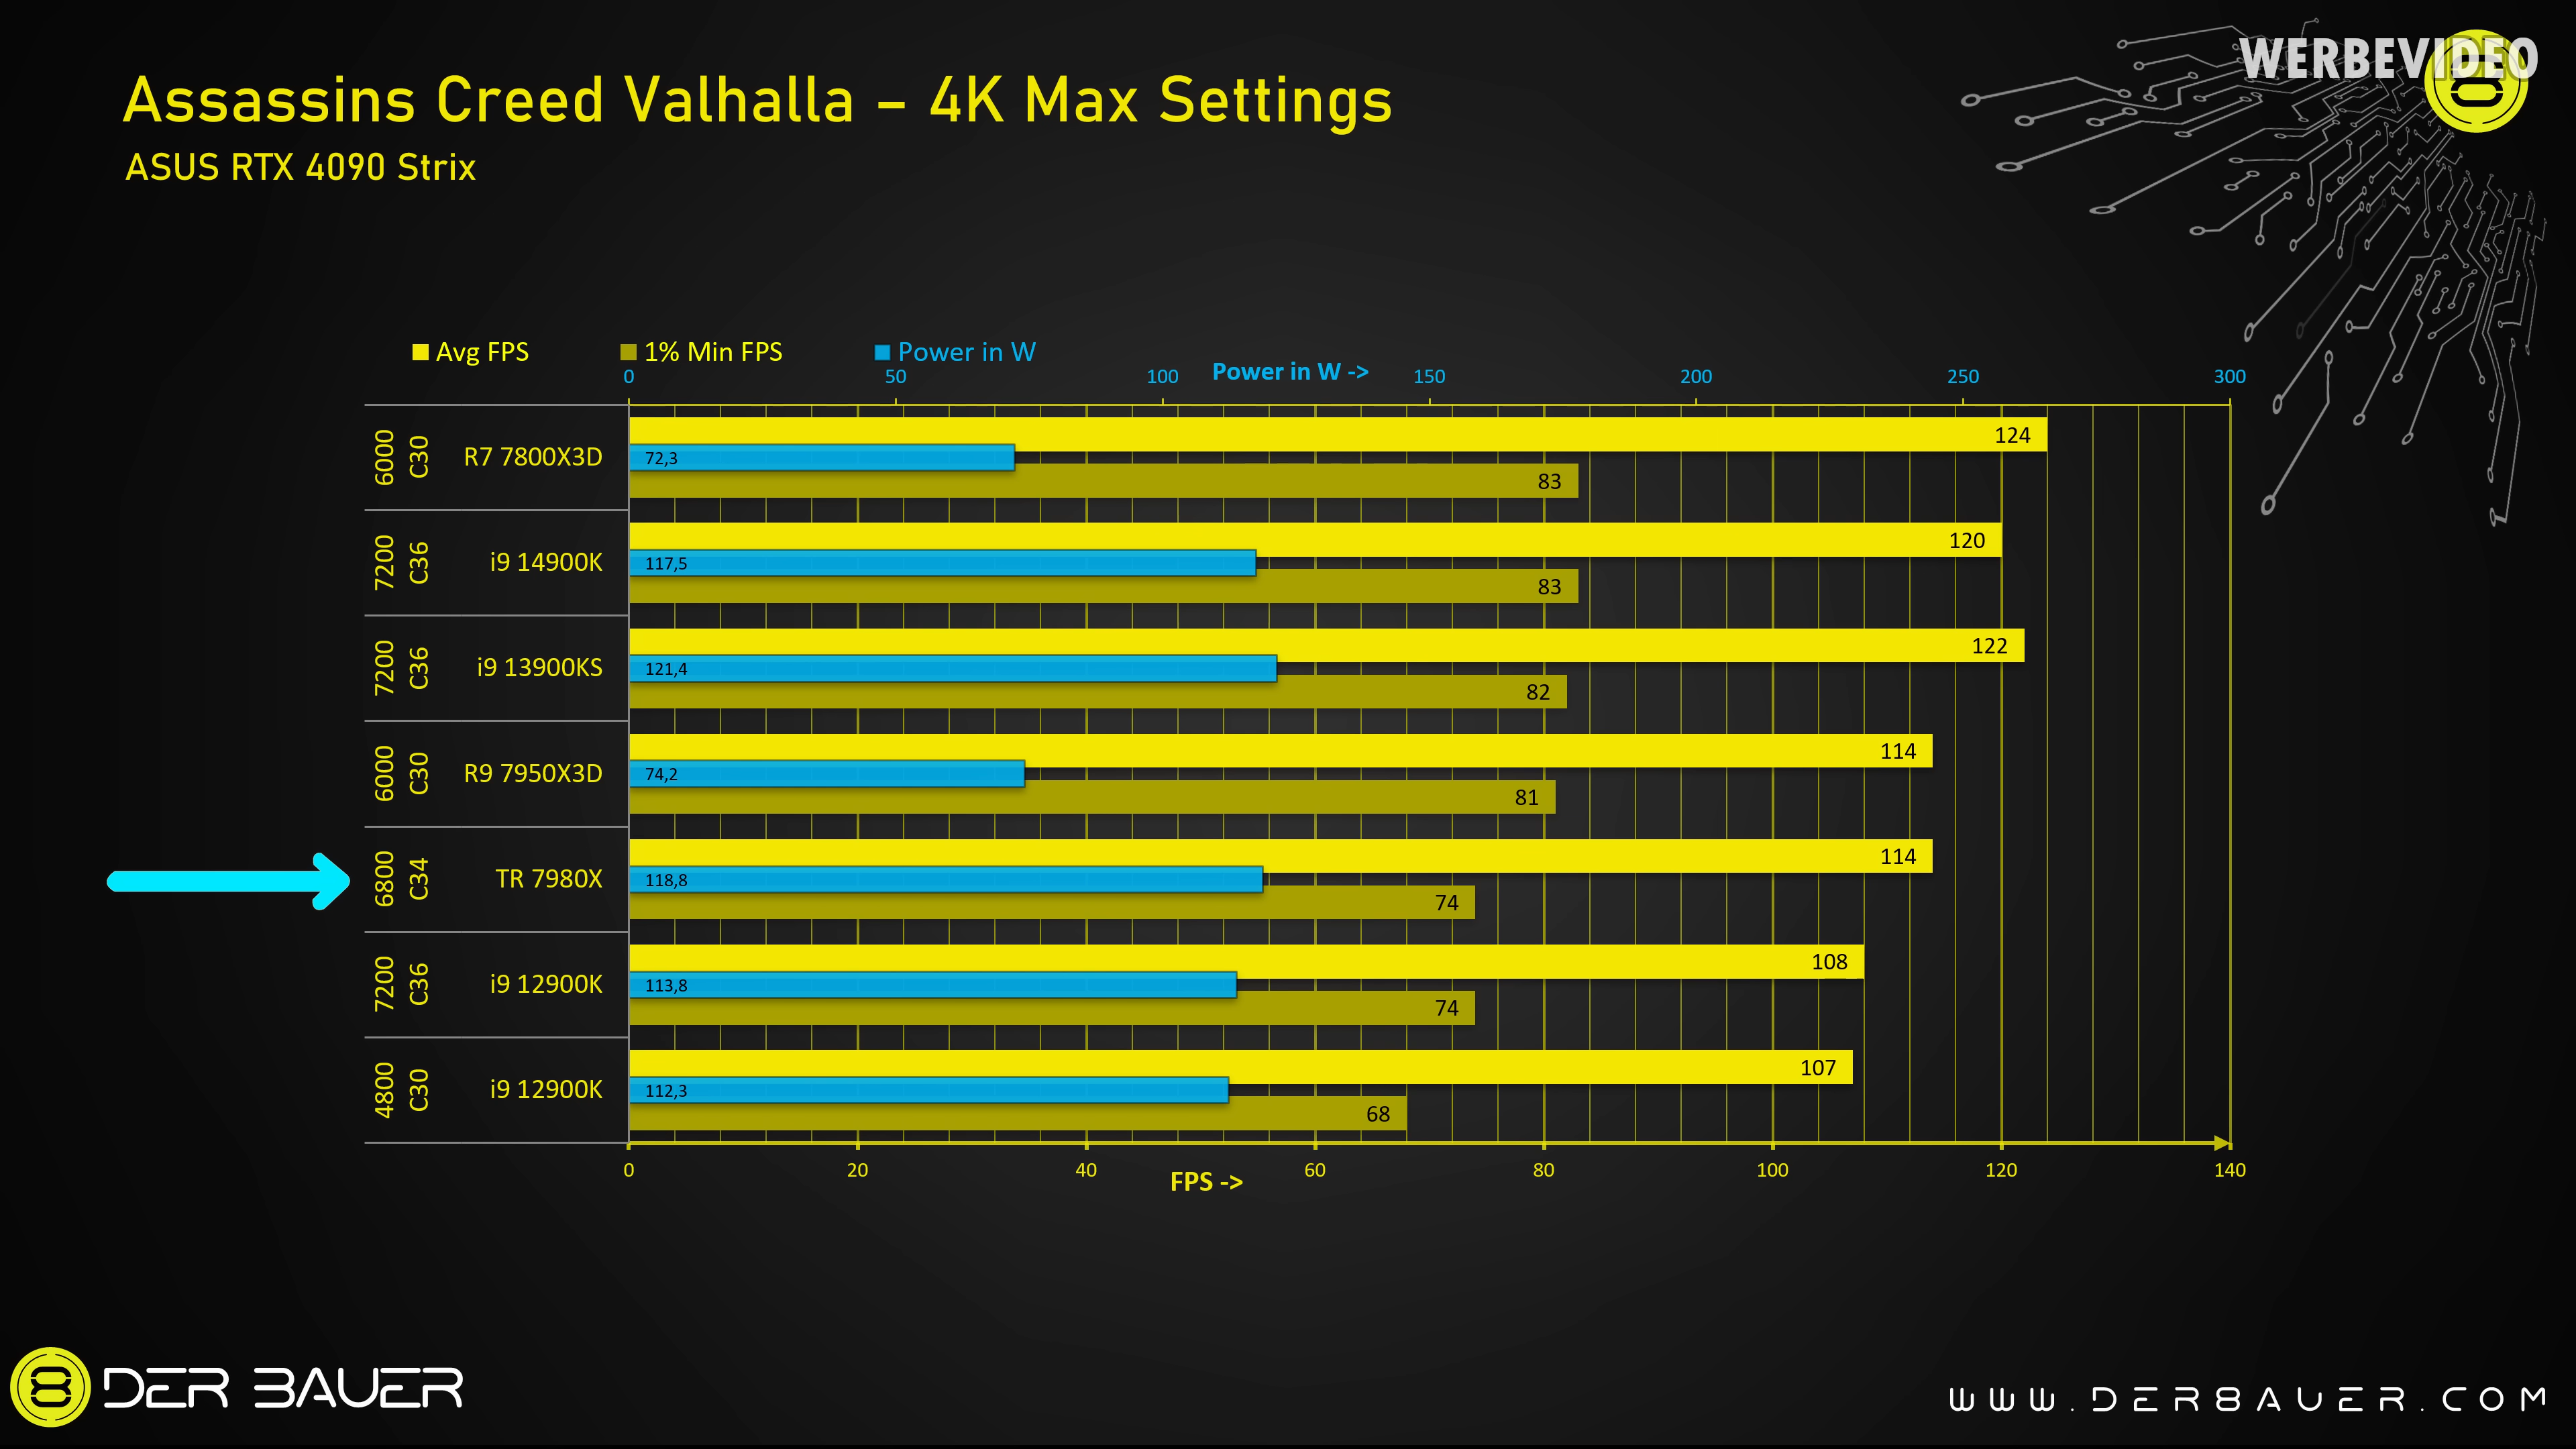 WERBEVIDEO
Assassins Creed Valhalla – 4K Max Settings
ASUS RTX 4090 Strix
Avg FPS 1% Min FPS Power in W
Power in W ->
0 50 100 150 200 250 300
6000 C30 R7 7800X3D 124 72,3 83
7200 C36 i9 14900K 120 117,5 83
7200 C36 i9 13900KS 122 121,4 82
6000 C30 R9 7950X3D 114 74,2 81
6800 C34 TR 7980X 114 118,8 74
7200 C36 i9 12900K 108 113,8 74
4800 C30 i9 12900K 107 112,3 68
0 20 40 60 80 100 120 140
FPS ->
DER 8AUER
WWW.DER8AUER.COM